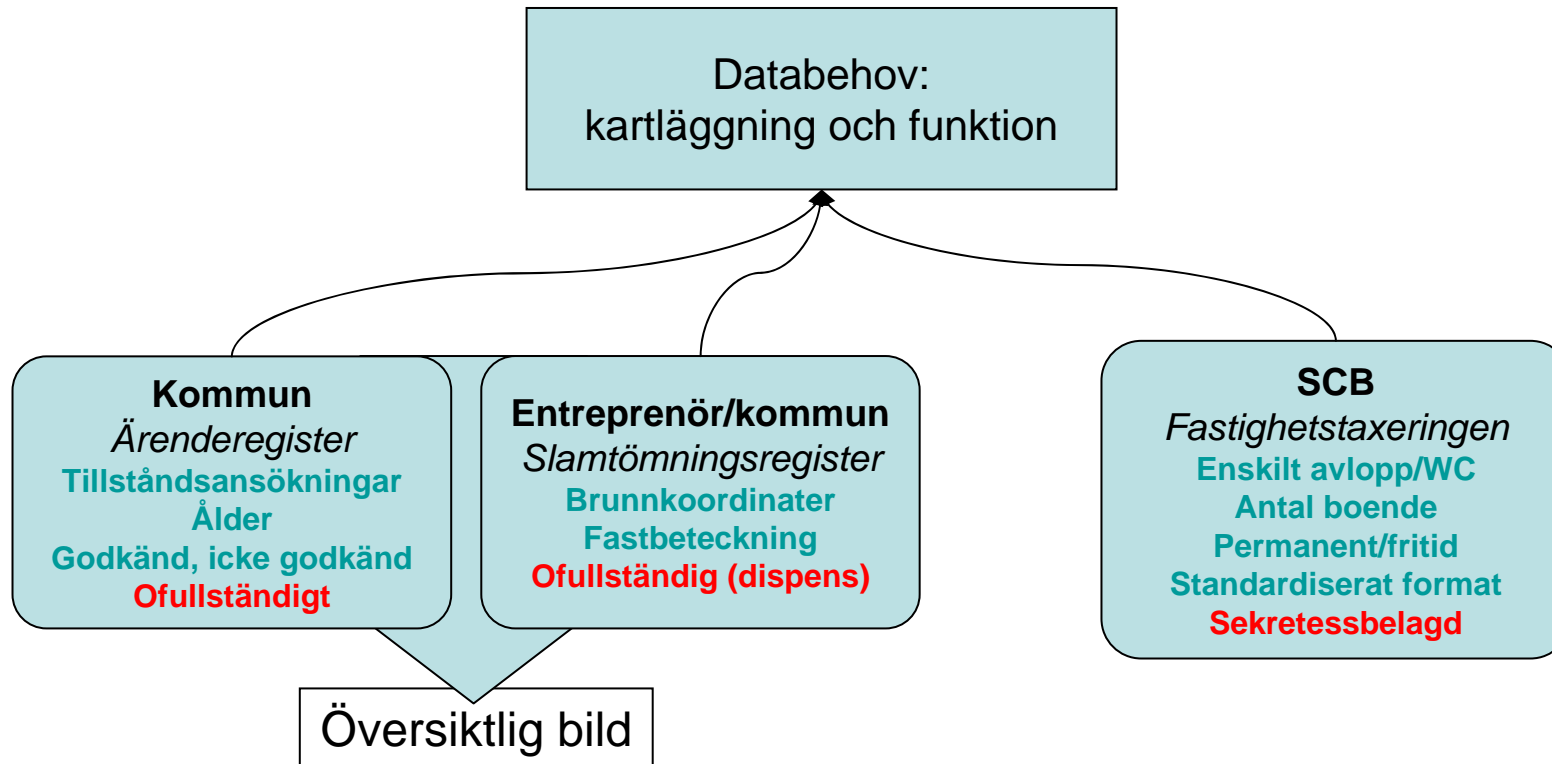 Databehov:
kartläggning och funktion
Kommun
Ärenderegister
Tillståndsansökningar
Ålder
Godkänd, icke godkänd
Ofullständigt
Entreprenör/kommun
Slamtömningsregister
Brunnkoordinater
Fastbeteckning
Ofullständig (dispens)
SCB
Fastighetstaxeringen
Enskilt avlopp/WC
Antal boende
Permanent/fritid
Standardiserat format
Sekretessbelagd
Översiktlig bild